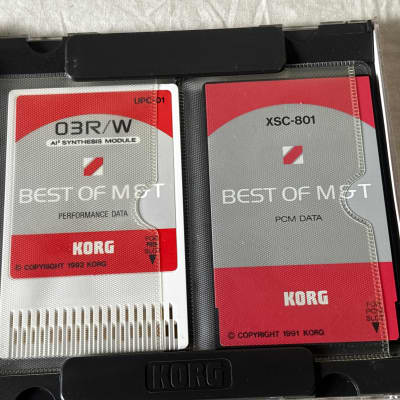 UPC-01
03R/W
AI² SYNTHESIS MODULE
BEST OF M&T
PERFORMANCE DATA
KORG
© COPYRIGHT 1992 KORG
XSC-801
BEST OF M&T
PCM DATA
KORG
© COPYRIGHT 1991 KORG
KORG